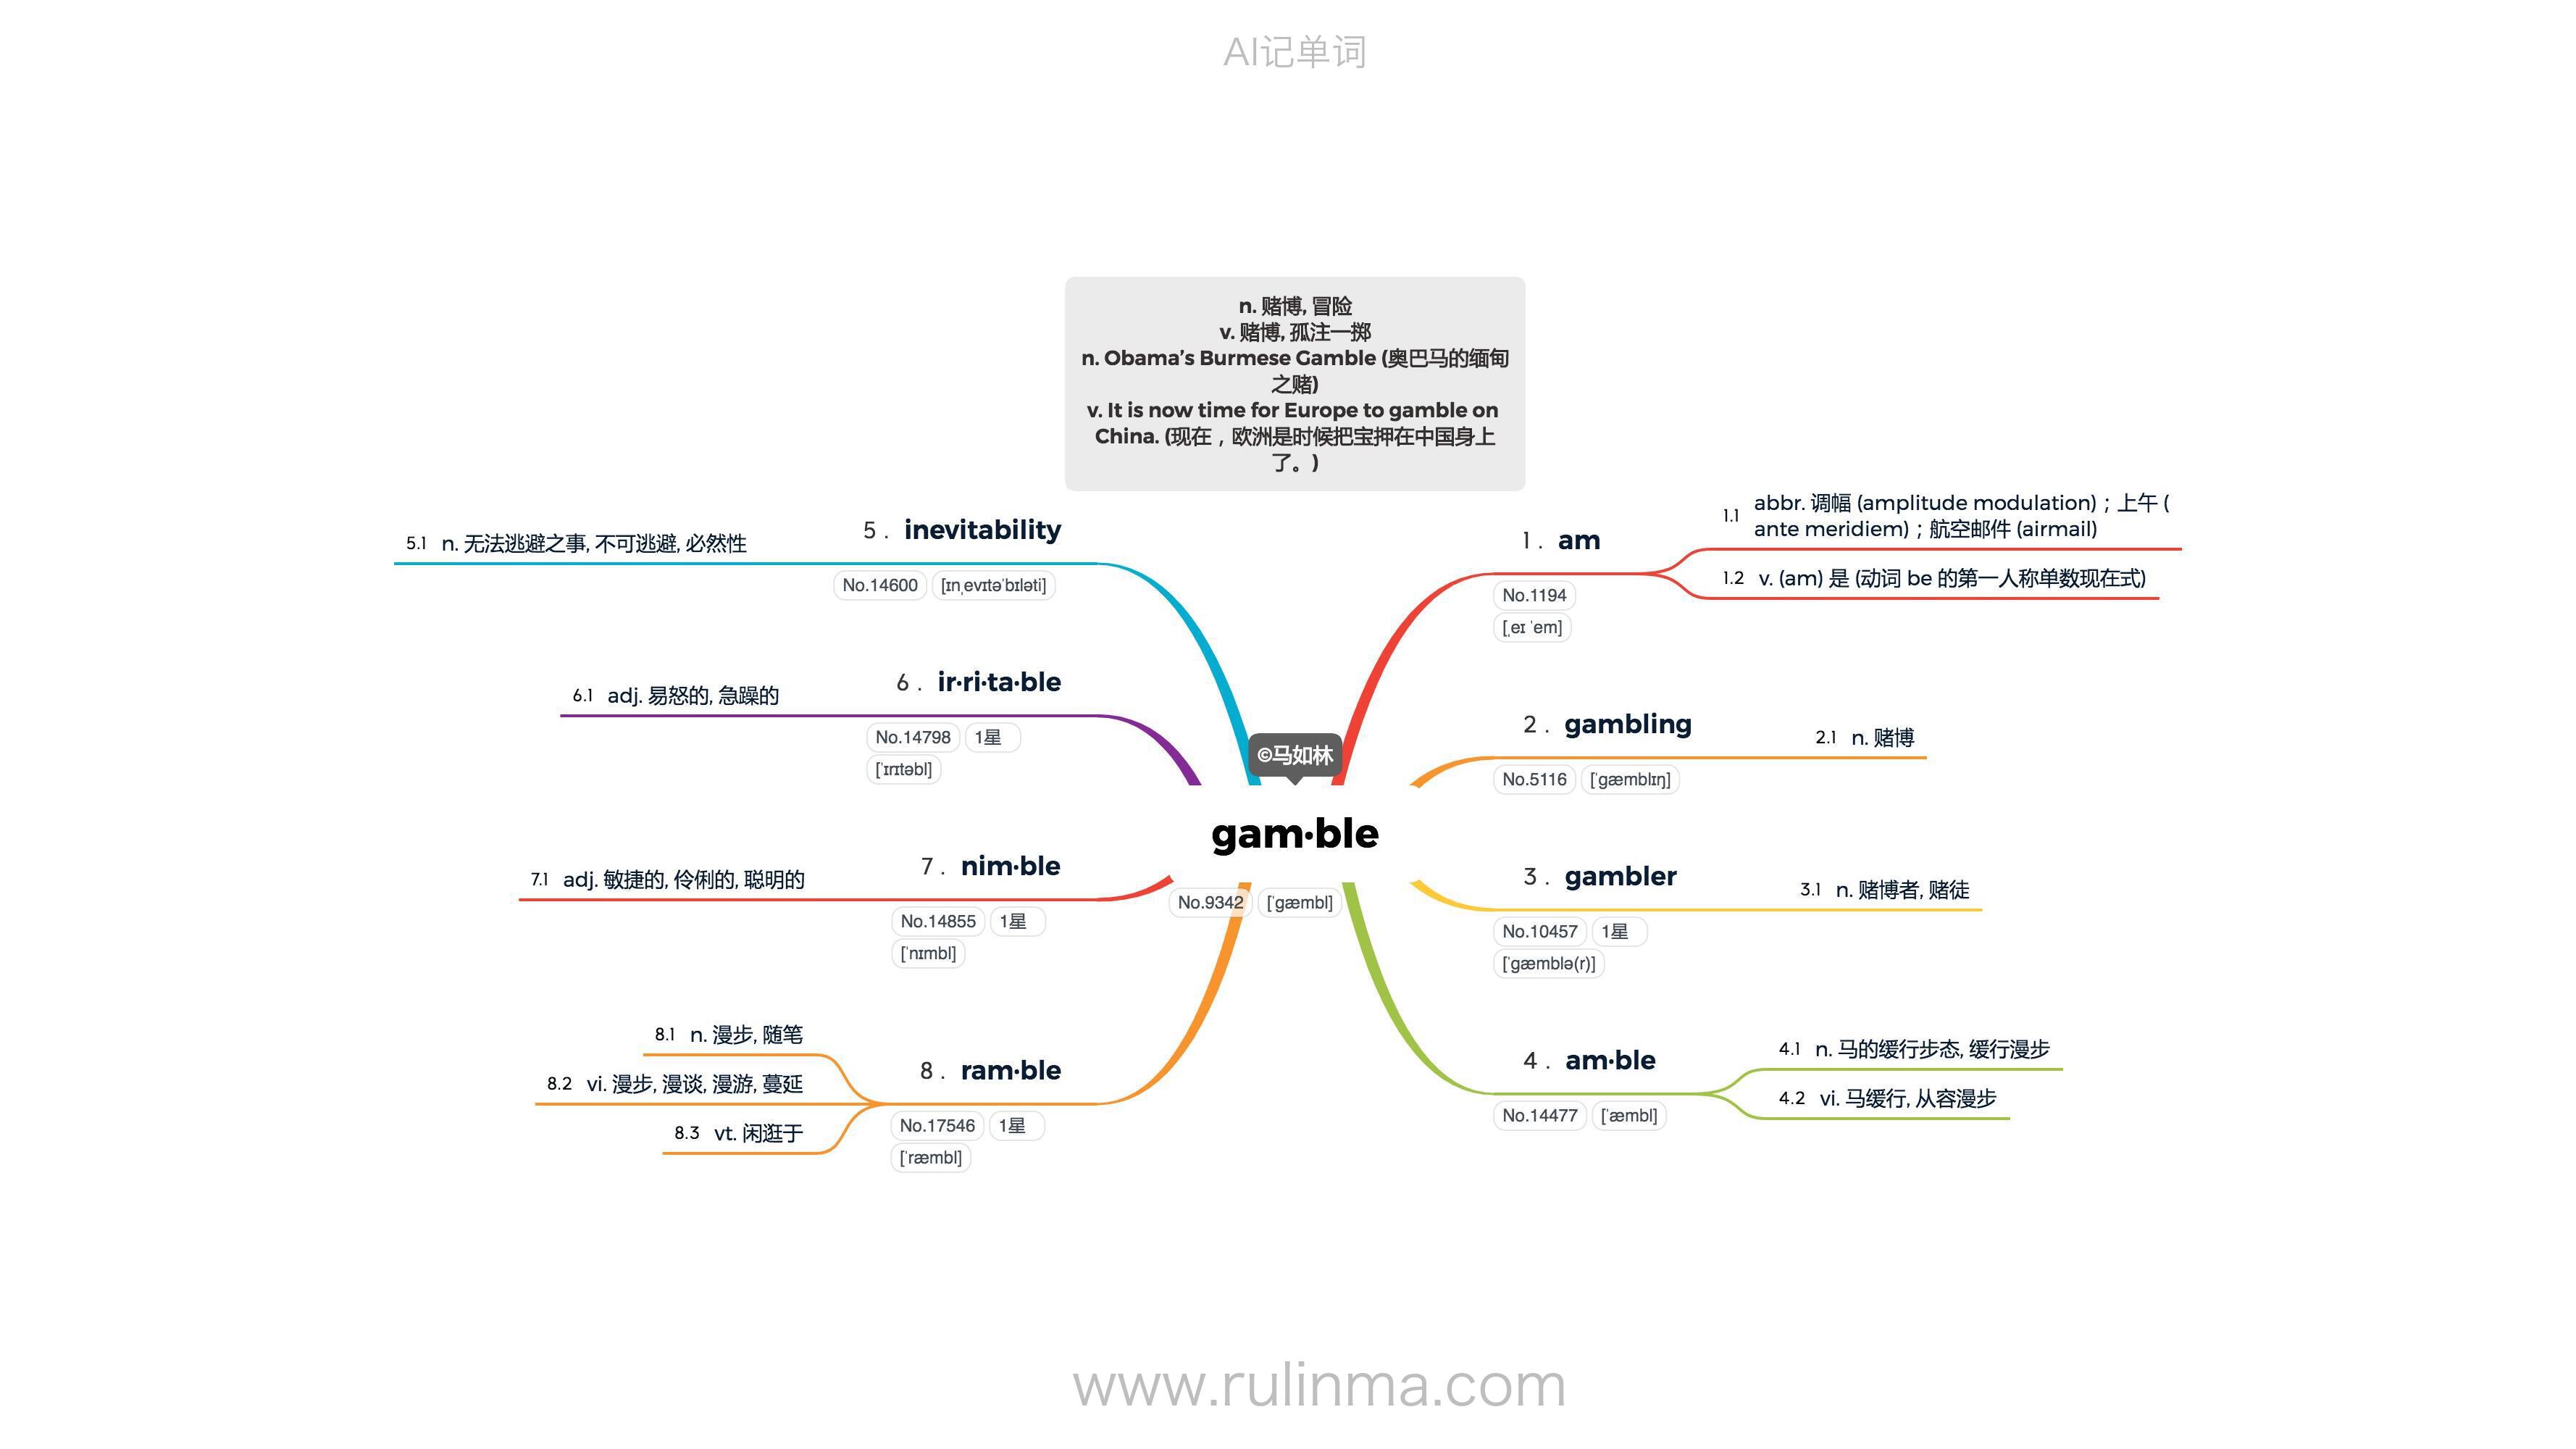 AI记单词
n. 赌博, 冒险
v. 赌博, 孤注一掷
n. Obama’s Burmese Gamble (奥巴马的缅甸
之赌)
v. It is now time for Europe to gamble on
China. (现在，欧洲是时候把宝押在中国身上
了。)
©马如林
gam·ble
No.9342 [ˈɡæmbl]
1. am
No.1194
[ˌeɪ ˈem]
1.1 abbr. 调幅 (amplitude modulation)；上午 (
ante meridiem)；航空邮件 (airmail)
1.2 v. (am) 是 (动词 be 的第一人称单数现在式)
2. gambling
No.5116 [ˈɡæmblɪŋ]
2.1 n. 赌博
3. gambler
No.10457 1星
[ˈɡæmblə(r)]
3.1 n. 赌博者, 赌徒
4. am·ble
No.14477 [ˈæmbl]
4.1 n. 马的缓行步态, 缓行漫步
4.2 vi. 马缓行, 从容漫步
5. inevitability
No.14600 [ɪnˌevɪtəˈbɪləti]
5.1 n. 无法逃避之事, 不可逃避, 必然性
6. ir·ri·ta·ble
No.14798 1星
[ˈɪrɪtəbl]
6.1 adj. 易怒的, 急躁的
7. nim·ble
No.14855 1星
[ˈnɪmbl]
7.1 adj. 敏捷的, 伶俐的, 聪明的
8. ram·ble
No.17546 1星
[ˈræmbl]
8.1 n. 漫步, 随笔
8.2 vi. 漫步, 漫谈, 漫游, 蔓延
8.3 vt. 闲逛于
www.rulinma.com